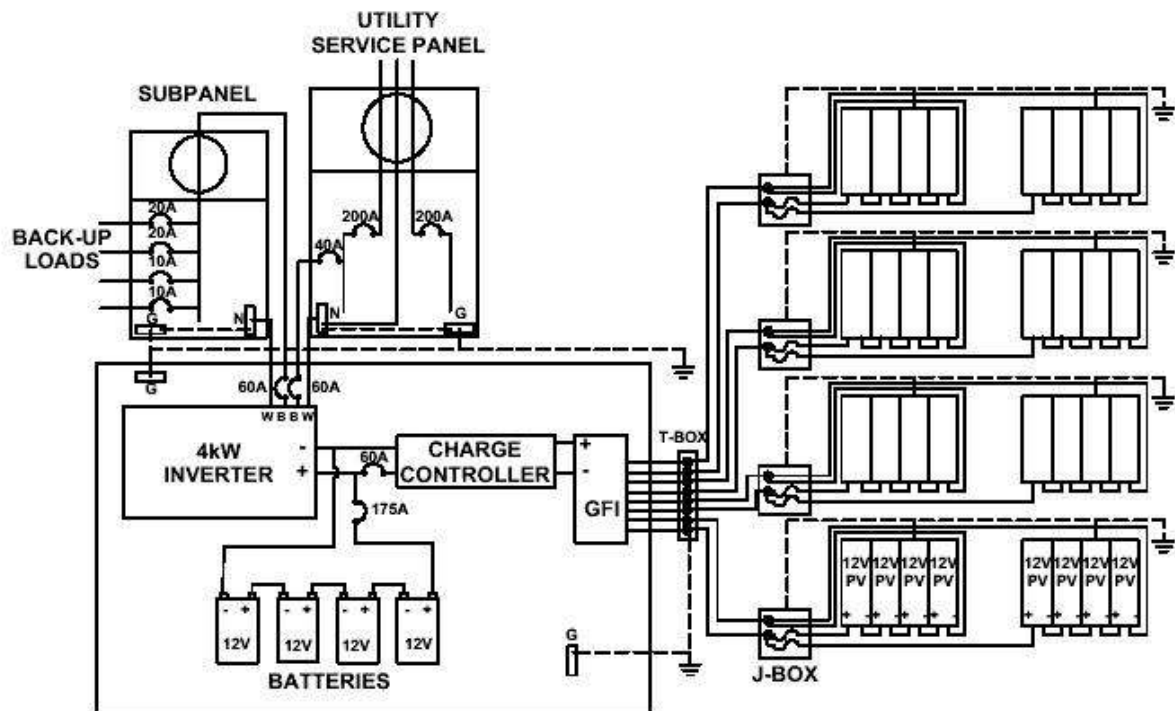 UTILITY
SERVICE PANEL
SUBPANEL
20A
20A
10A
10A
BACK-UP
LOADS
G
N
200A
200A
40A
N
G
G
60A
60A
W B B W
4kW
INVERTER
-
+
60A
CHARGE
CONTROLLER
+
-
GFI
T-BOX
175A
- +
12V
- +
12V
- +
12V
- +
12V
BATTERIES
G
J-BOX
12V 12V 12V 12V
PV PV PV PV
+ - + - + - + -
12V 12V 12V 12V
PV PV PV PV
+ - + - + - + -